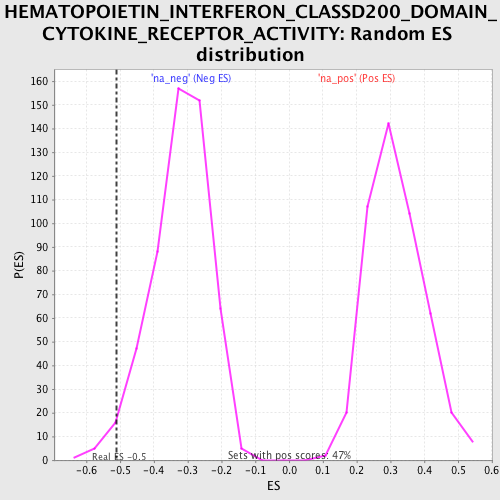 HEMATOPOIETIN_INTERFERON_CLASSD200_DOMAIN_
CYTOKINE_RECEPTOR_ACTIVITY: Random ES
distribution
'na_neg' (Neg ES) 'na_pos' (Pos ES)
160
150
140
130
120
110
100
90
80
70
60
50
40
30
20
10
0
P(ES)
Real ES -0.5 Sets with pos scores: 47%
-0.6 -0.5 -0.4 -0.3 -0.2 -0.1 0.0 0.1 0.2 0.3 0.4 0.5 0.6
ES